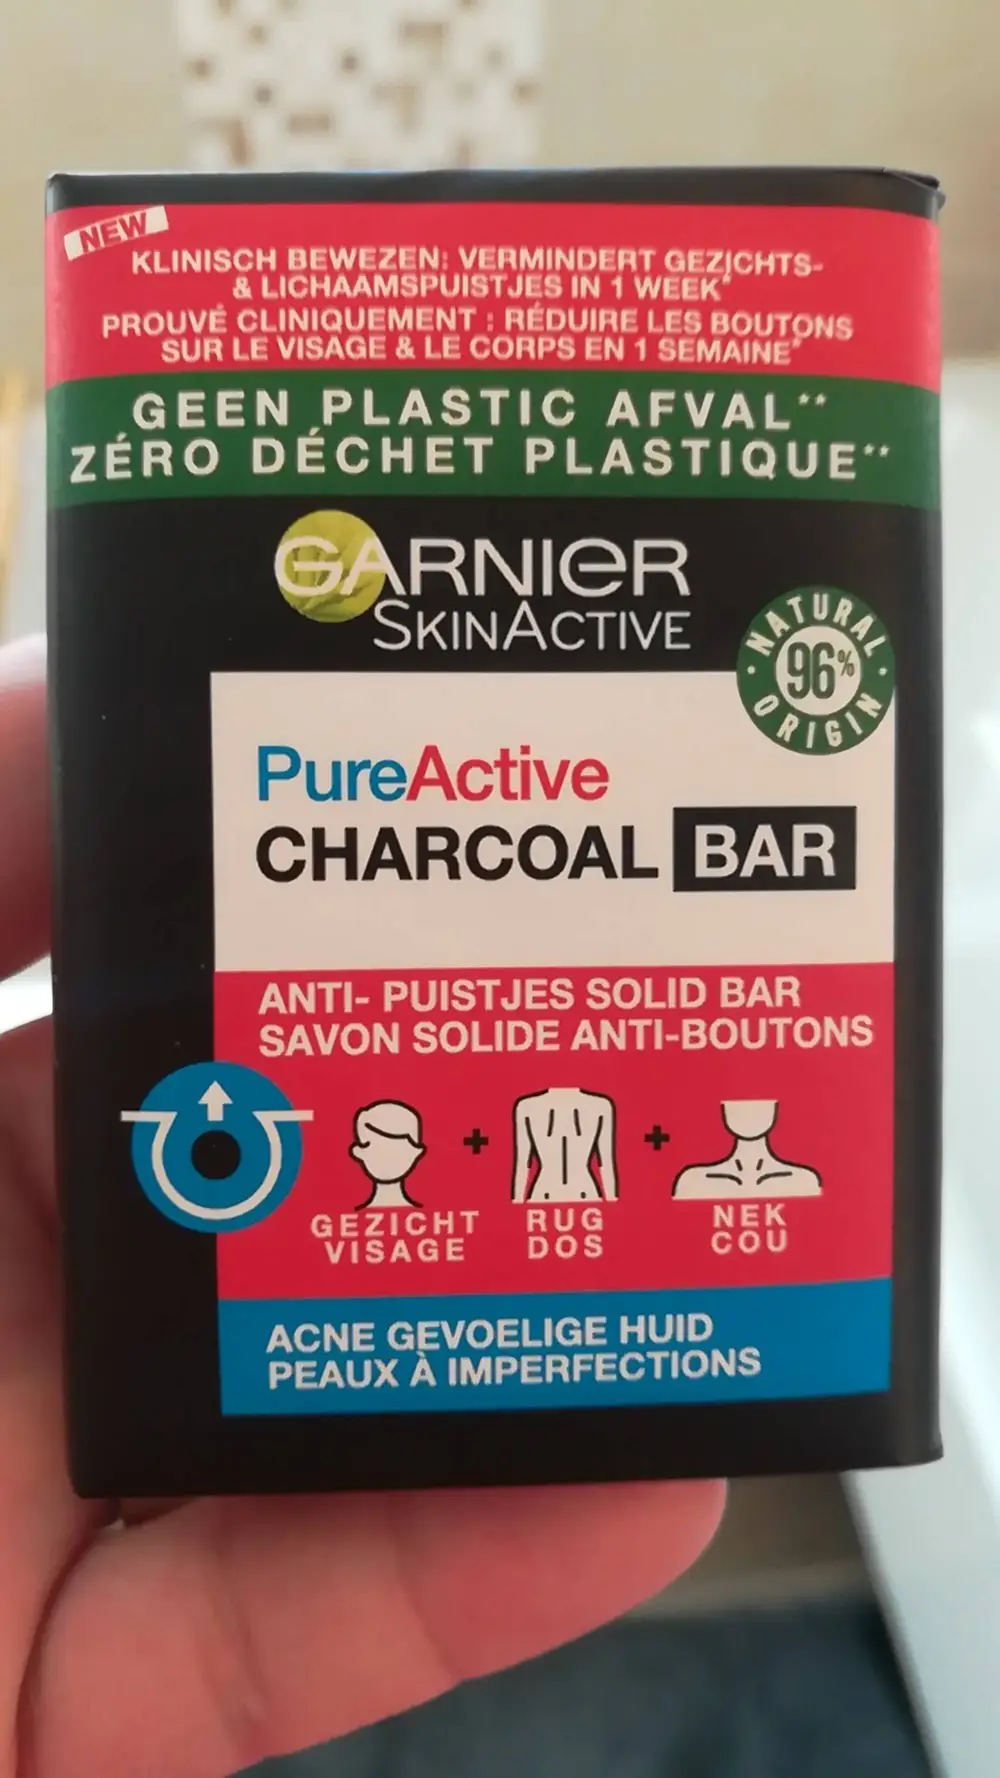 NEW
KLINISCH BEWEZEN: VERMINDERT GEZICHTS-
& LICHAAMSPUISTJES IN 1 WEEK*
PROUVÉ CLINIQUEMENT : RÉDUIRE LES BOUTONS
SUR LE VISAGE & LE CORPS EN 1 SEMAINE*
GEEN PLASTIC AFVAL**
ZÉRO DÉCHET PLASTIQUE**
GARNIER
SKINACTIVE
NATURAL
96%
ORIGIN
PureActive
CHARCOAL BAR
ANTI- PUISTJES SOLID BAR
SAVON SOLIDE ANTI-BOUTONS
GEZICHT
VISAGE
+
RUG
DOS
+
NEK
COU
ACNE GEVOELIGE HUID
PEAUX À IMPERFECTIONS